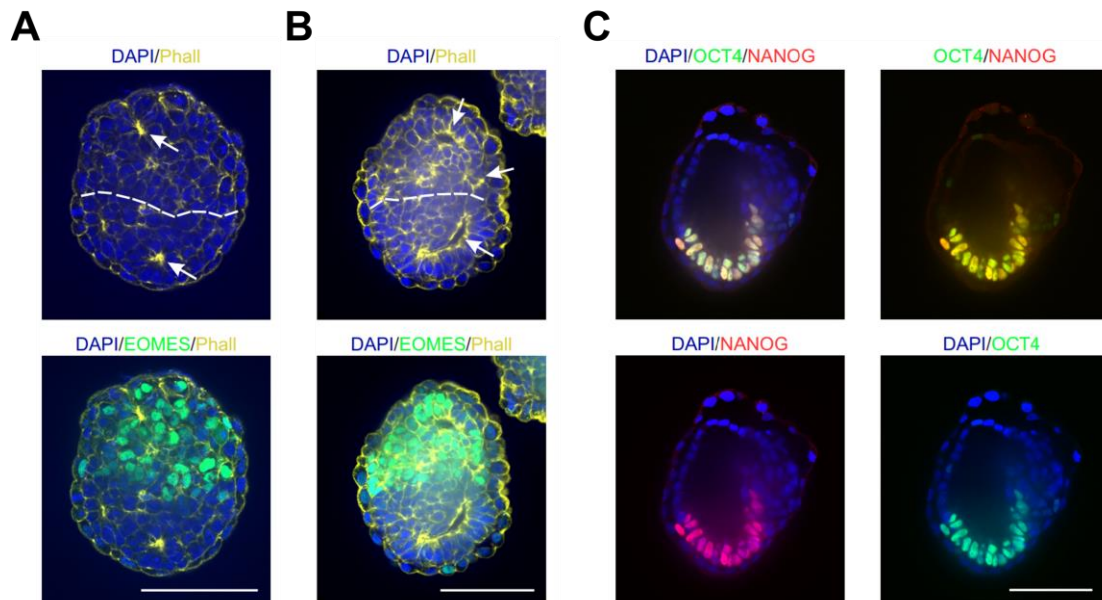 A
B
C
DAPI/Phall
DAPI/Phall
DAPI/OCT4/NANOG
OCT4/NANOG
DAPI/EOMES/Phall
DAPI/EOMES/Phall
DAPI/NANOG
DAPI/OCT4